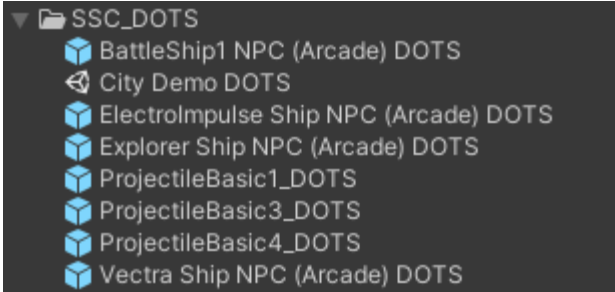 SSC_DOTS
BattleShip1 NPC (Arcade) DOTS
City Demo DOTS
ElectroImpulse Ship NPC (Arcade) DOTS
Explorer Ship NPC (Arcade) DOTS
ProjectileBasic1_DOTS
ProjectileBasic3_DOTS
ProjectileBasic4_DOTS
Vectra Ship NPC (Arcade) DOTS